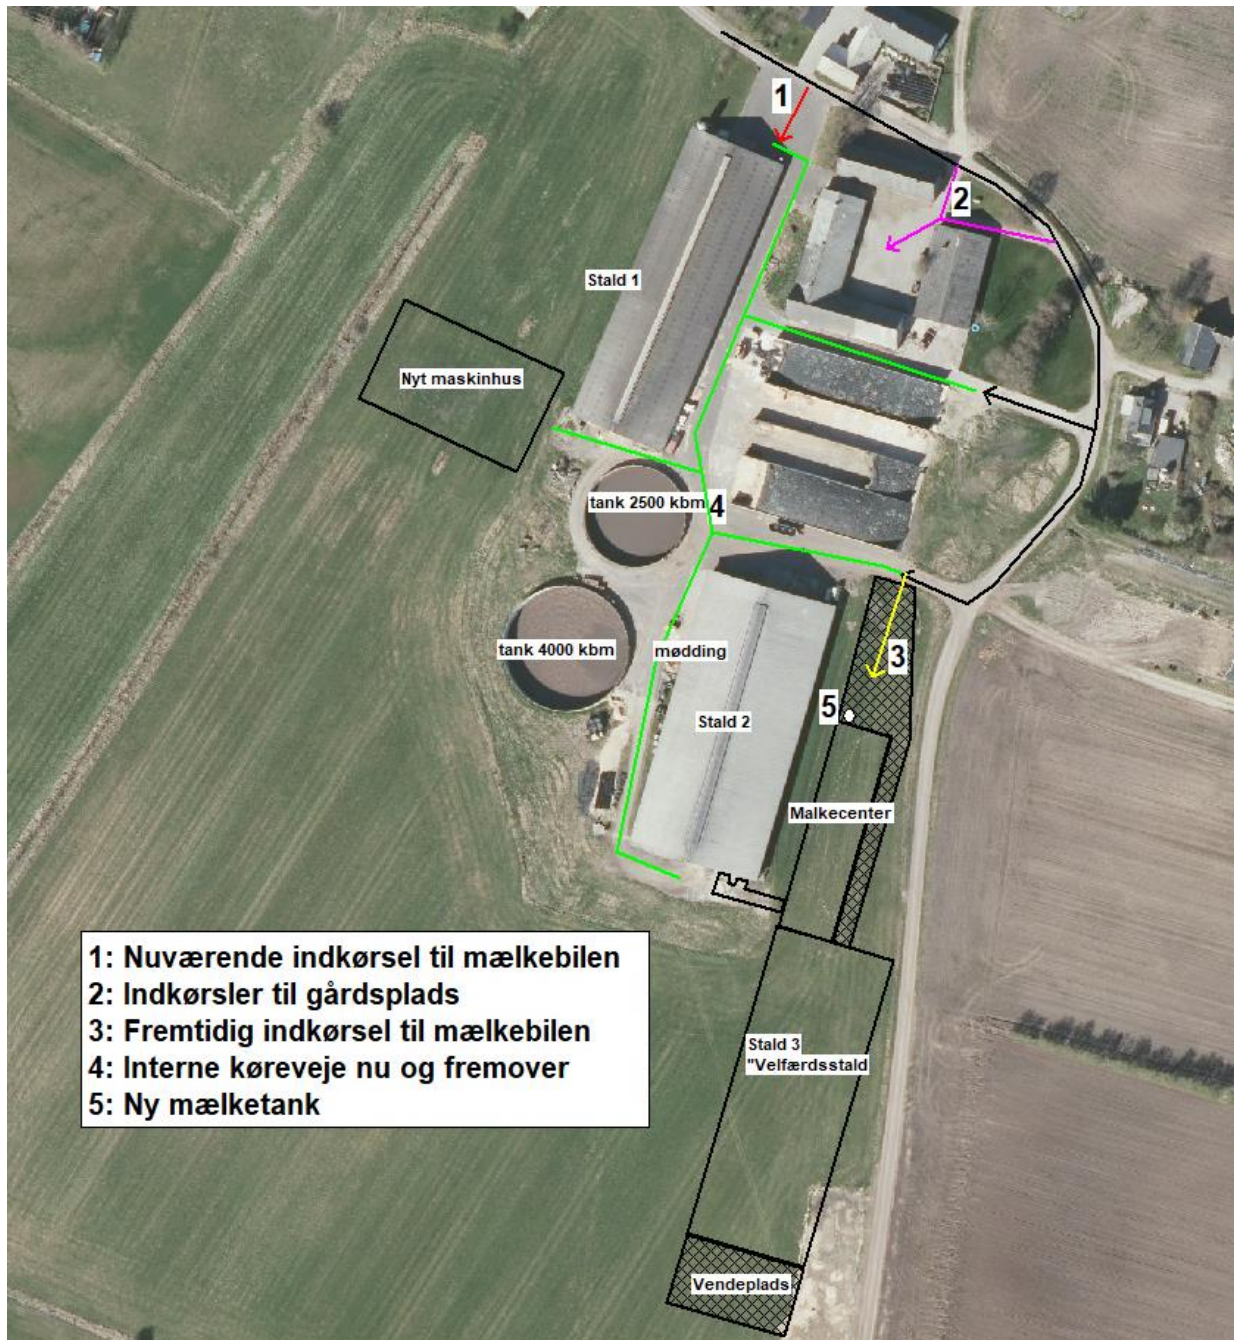 1
2
Stald 1
Nyt maskinhus
tank 2500 kbm
4
tank 4000 kbm
mødding
3
5
Stald 2
Malkecenter
1: Nuværende indkørsel til mælkebilen
2: Indkørsler til gårdsplads
3: Fremtidig indkørsel til mælkebilen
4: Interne køreveje nu og fremover
5: Ny mælketank
Stald 3
"Velfærdsstald
Vendeplads